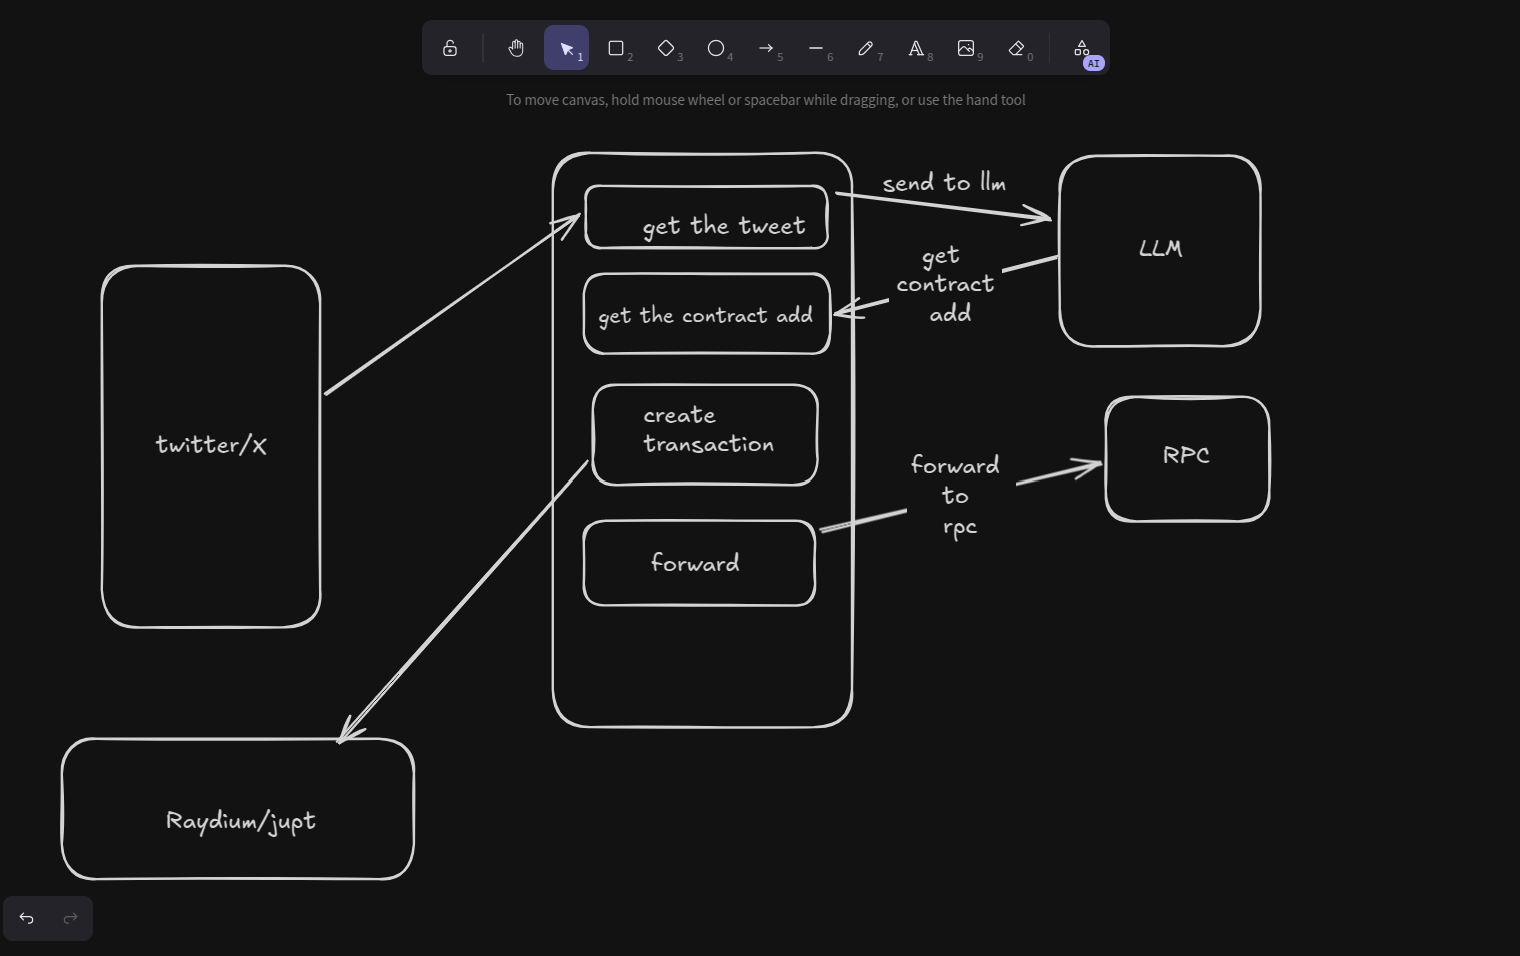 1
2
3
4
5
6
7
A 8
9
0
AI
To move canvas, hold mouse wheel or spacebar while dragging, or use the hand tool
send to llm
get the tweet
LLM
get
contract
add
get the contract add
create
transaction
twitter/X
RPC
forward
to
rpc
forward
Raydium/jupt